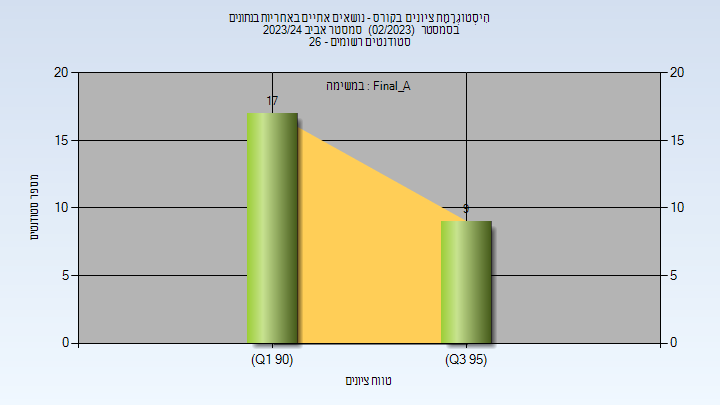 היסטוגרמת ציונים בקורס - נושאים אתיים באחריות בנתונים
בסמסטר (02/2023) סמסטר אביב 2023/24
סטודנטים רשומים - 26
במשימה : Final_A
20
15
10
5
0
20
15
10
5
0
17
9
מספר סטודנטים
(Q1 90)
(Q3 95)
טווח ציונים